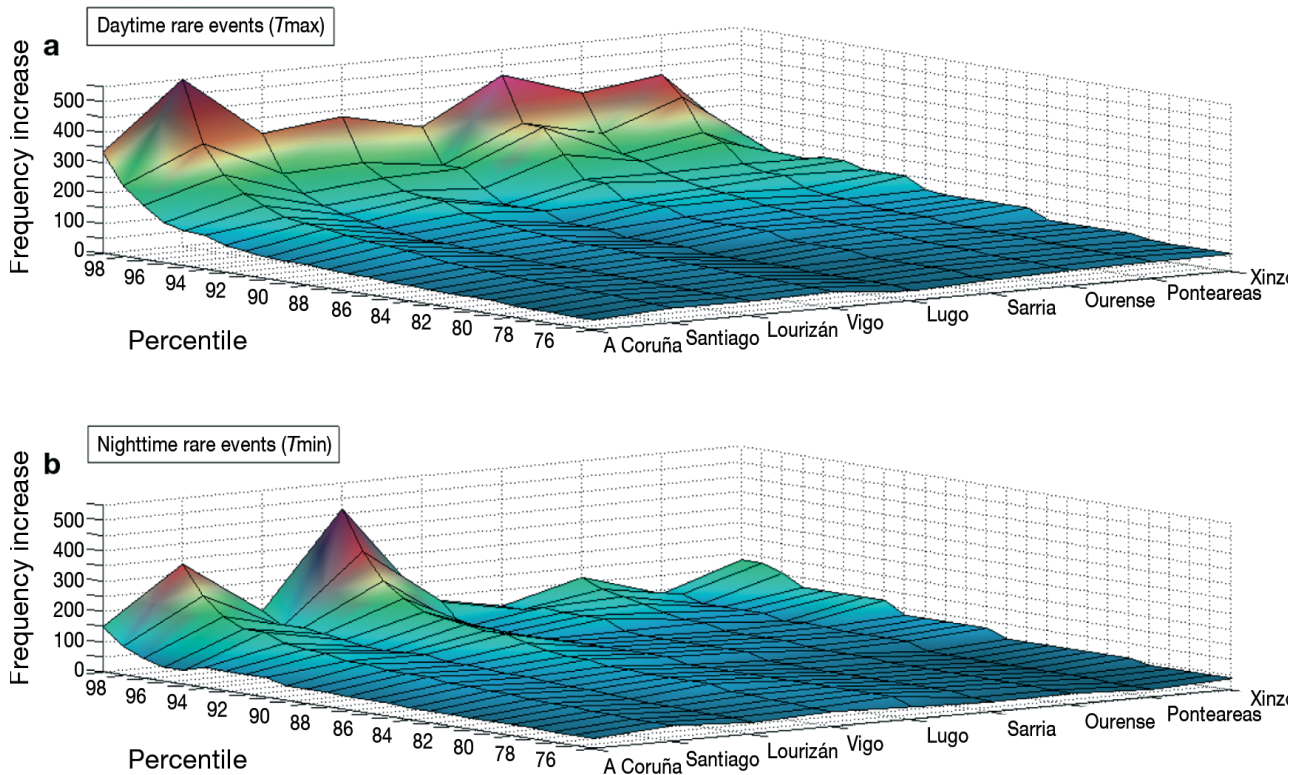 a
Daytime rare events (Tmax)
Frequency increase
500
400
300
200
100
0
98
96
94
92
90
88
86
84
82
80
78
76
Percentile
A Coruña
Santiago
Lourizán
Vigo
Lugo
Sarria
Ourense
Ponteareas
b
Nighttime rare events (Tmin)
Frequency increase
500
400
300
200
100
0
98
96
94
92
90
88
86
84
82
80
78
76
Percentile
A Coruña
Santiago
Lourizán
Vigo
Lugo
Sarria
Ourense
Ponteareas